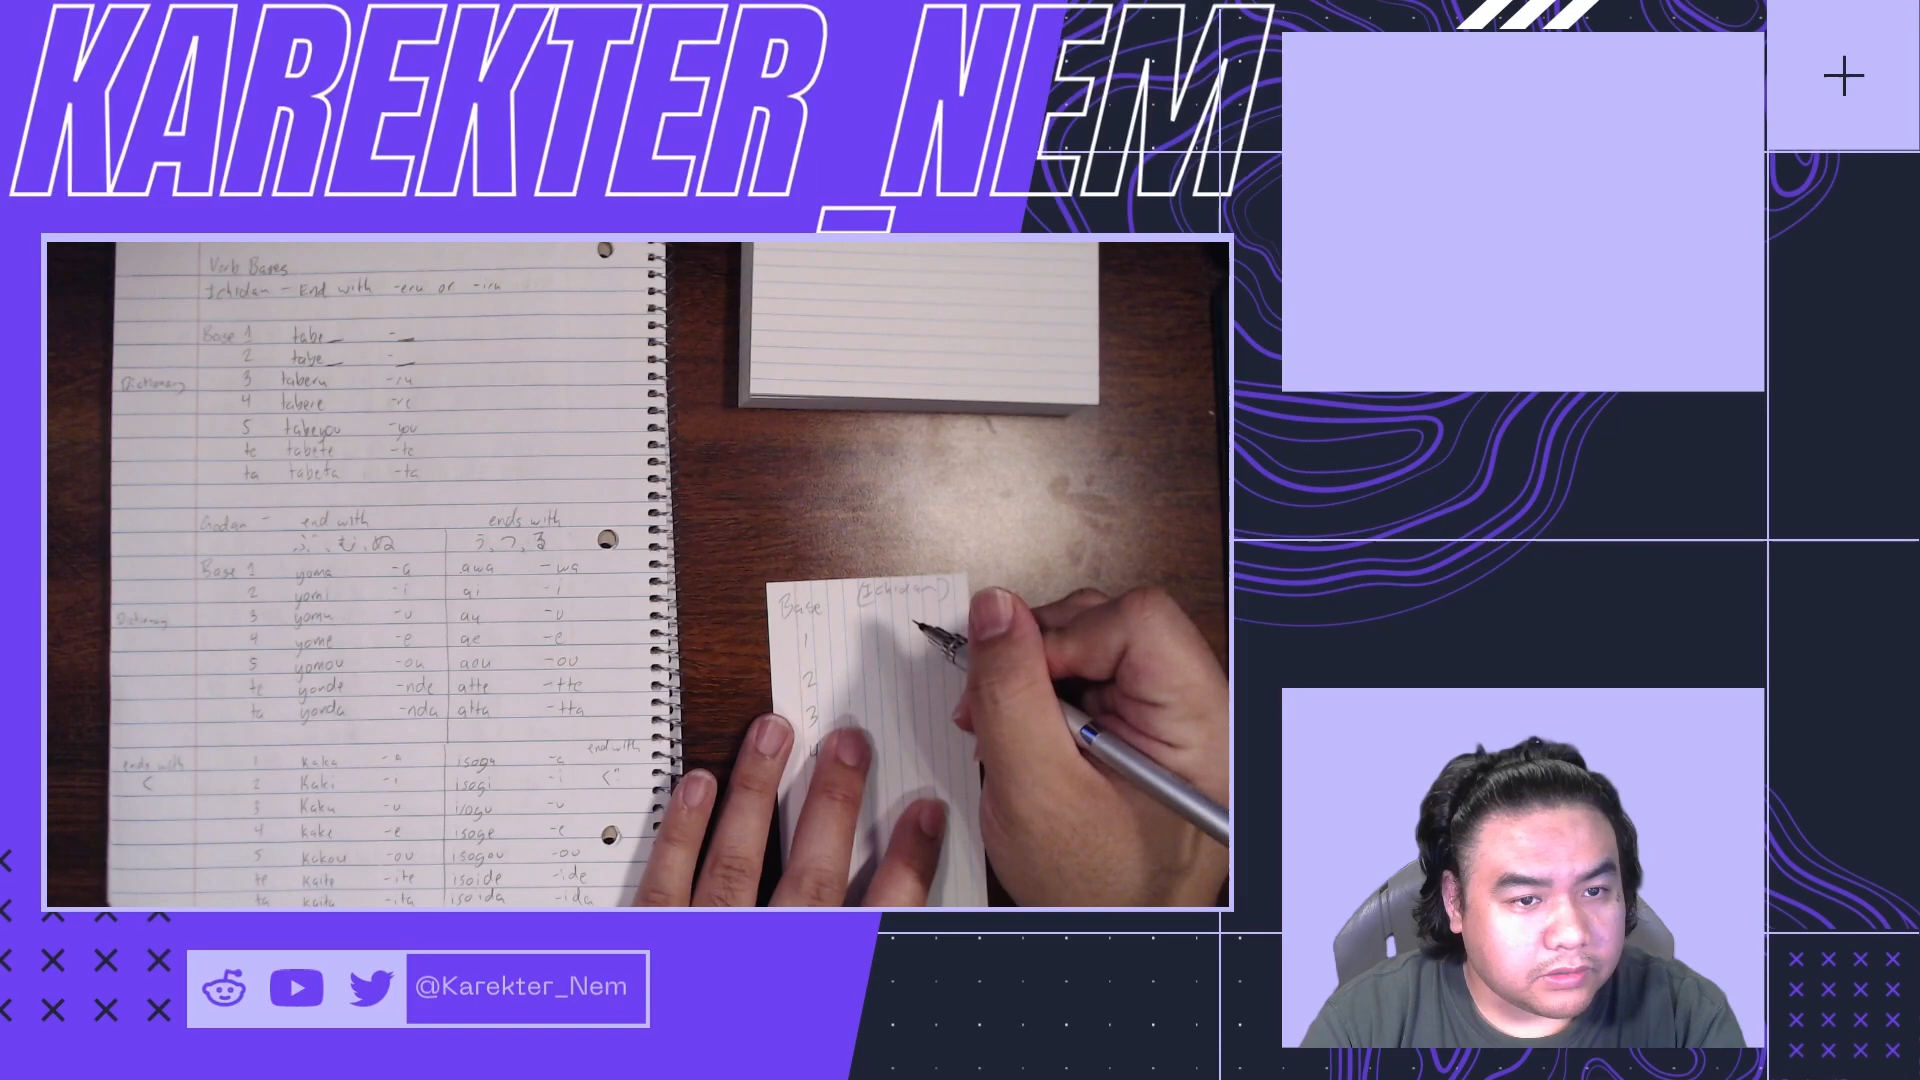 KAREKTER_NEM
Verb Bases
Ichidan - End with -eru or -iru
Base 1 tabe_ -_
2 tabe_ -_
Dictionary 3 taberu -ru
4 tabere -re
5 tabeyou -you
te tabete -te
ta tabeta -ta
Godan - end with ends with
ぶ、む、ぬ う、つ、る
Base 1 yoma -a awa -wa
2 yomi -i ai -i
Dictionary 3 yomu -u au -u
4 yome -e ae -e
5 yomou -ou aou -ou
te yonde -nde atte -tte
ta yonda -nda atta -tta
end with
ends with 1 kaka -a isoga -a
く 2 kaki -i isogi -i ぐ
3 kaku -u isogu -u
4 kake -e isoge -e
5 kakou -ou isogou -ou
te kaite -ite isoide -ide
ta kaita -ita isoida -ida
Base (Ichidan)
1
2
3
4
@Karekter_Nem